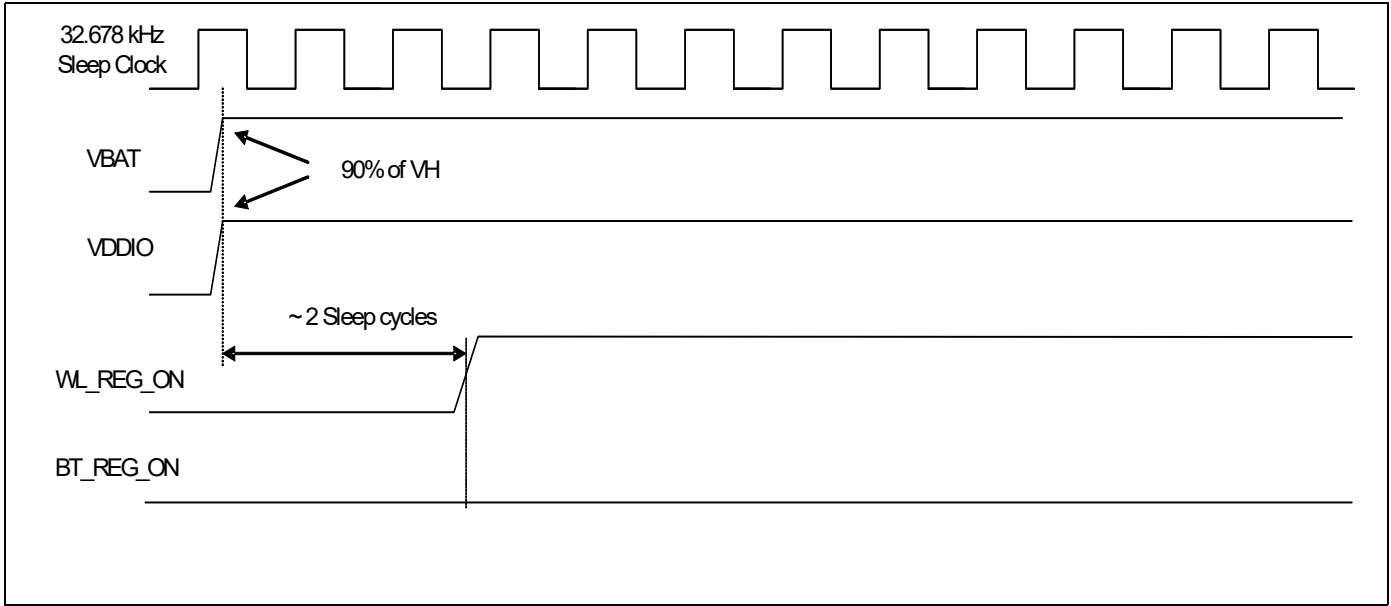 32.678 kHz
Sleep Clock
VBAT
90% of VH
VDDIO
~ 2 Sleep cycles
WL_REG_ON
BT_REG_ON